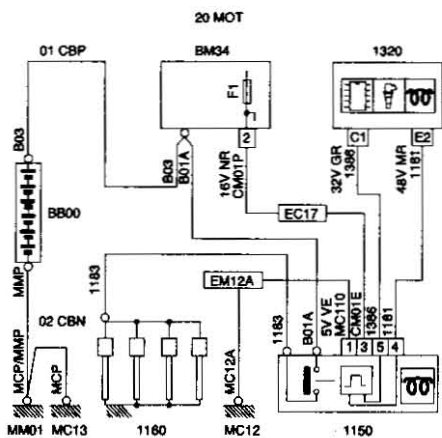 20 MOT
01 CBP
BM34
1320
F1
2
C1
E2
B03
B03
B01A
16V NR
CM01P
32V GR
1386
48V MR
1181
BB00
EC17
MMP
1183
EM12A
02 CBN
1183
B01A
5V VE
MC110
CM01E
1386
1181
1 3 5 4
MCP/MMP
MCP
MC12A
MM01
MC13
1160
MC12
1150